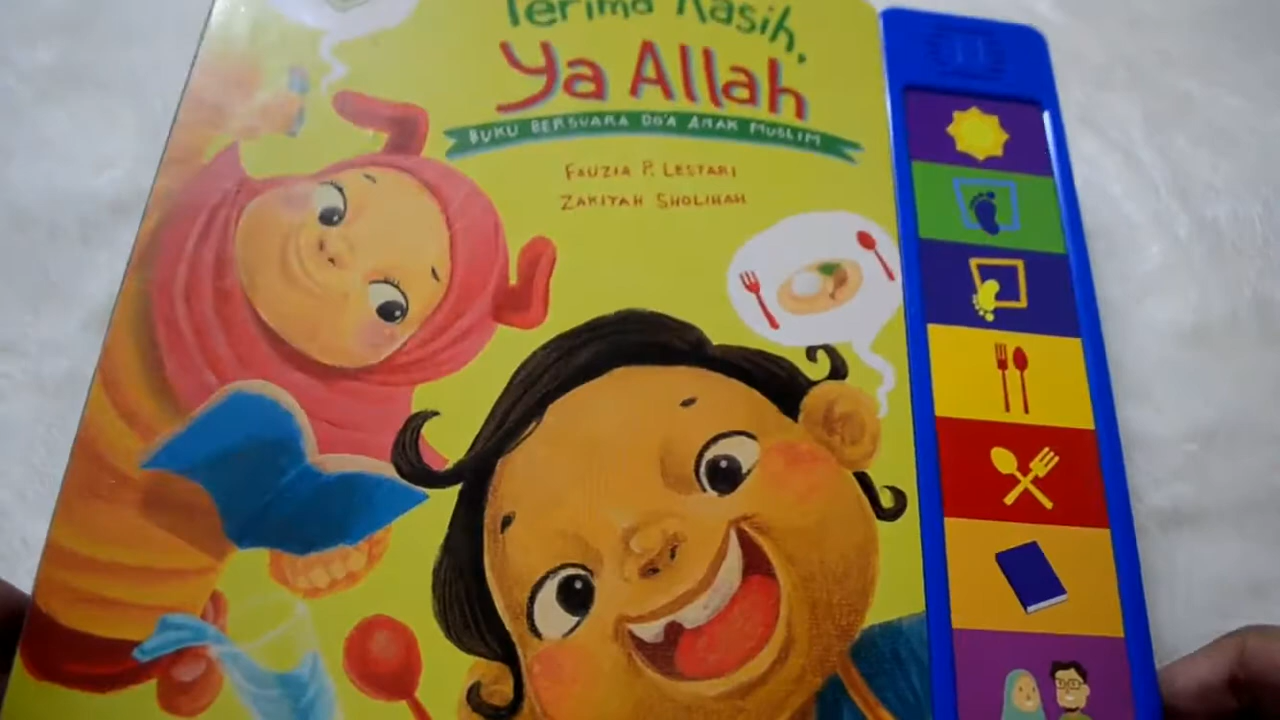 Terima Kasih,
Ya Allah
BUKU BERSUARA DO'A ANAK MUSLIM
FAUZIA P. LESTARI
ZAKIYAH SHOLIHAH